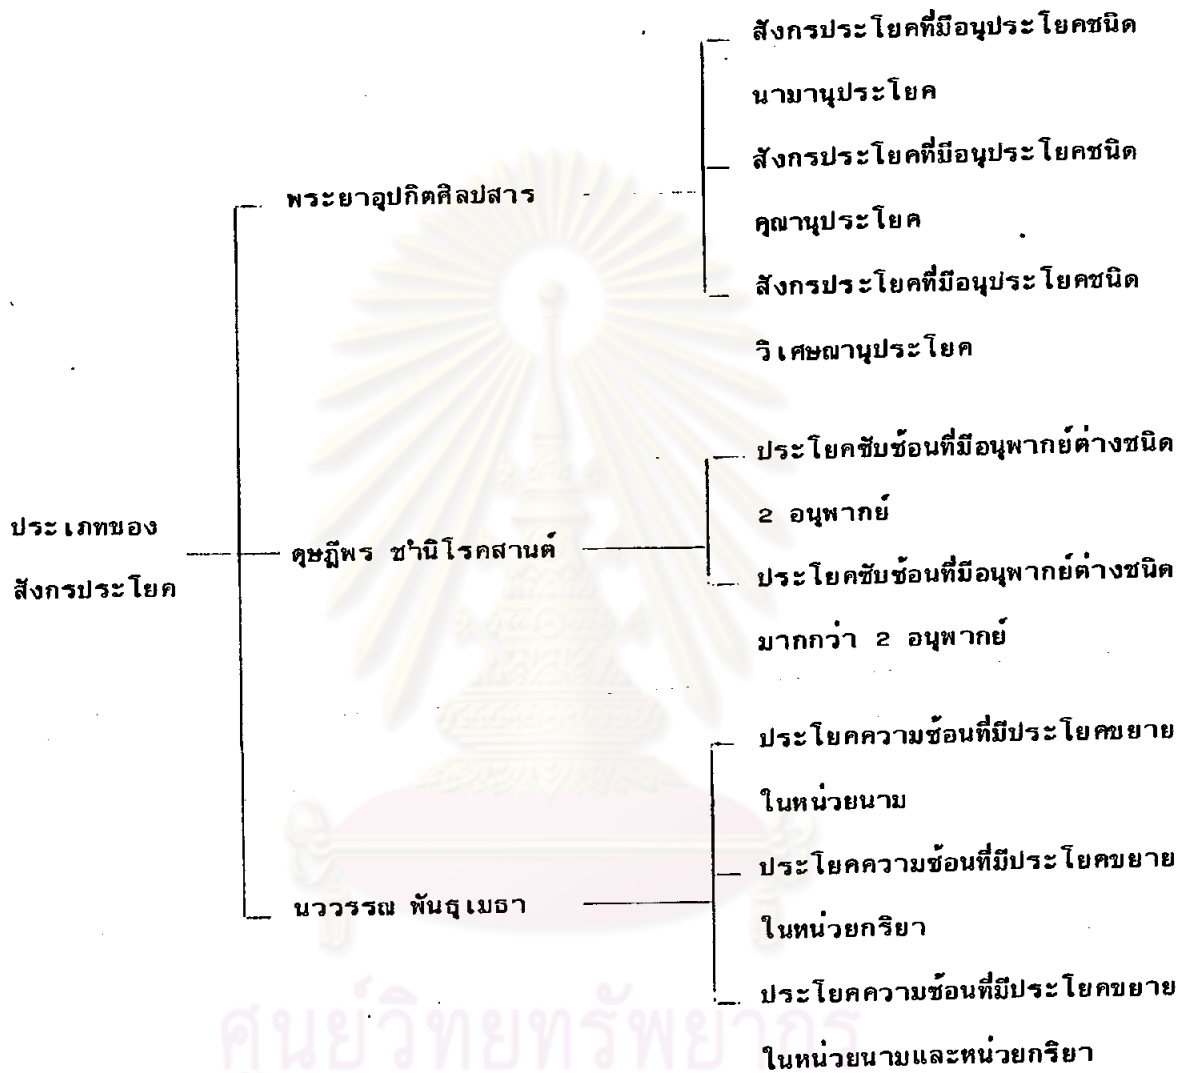 สังกรประโยคที่มีอนุประโยคชนิด
นามานุประโยค
สังกรประโยคที่มีอนุประโยคชนิด
พระยาอุปกิตศิลปสาร
คุณานุประโยค
สังกรประโยคที่มีอนุประโยคชนิด
วิเศษณานุประโยค
ประโยคซับซ้อนที่มีอนุพากย์ต่างชนิด
2 อนุพากย์
ประเภทของ
สังกรประโยค
ดุษฎีพร ชำนิโรคสานต์
ประโยคซับซ้อนที่มีอนุพากย์ต่างชนิด
มากกว่า 2 อนุพากย์
ประโยคความซ้อนที่มีประโยคขยาย
ในหน่วยนาม
ประโยคความซ้อนที่มีประโยคขยาย
นววรรณ พันธุเมธา
ในหน่วยกริยา
ประโยคความซ้อนที่มีประโยคขยาย
ในหน่วยนามและหน่วยกริยา
ศูนย์วิทยทรัพยากร